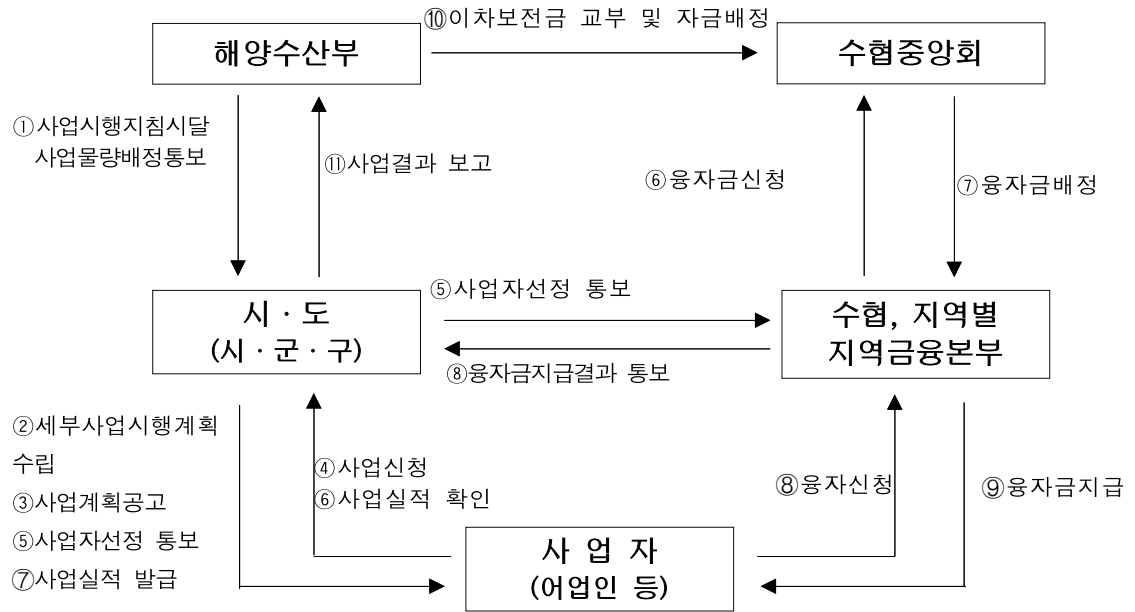 ⑩이차보전금 교부 및 자금배정
해양수산부
수협중앙회
①사업시행지침시달
사업물량배정통보
⑪사업결과 보고
⑥융자금신청
⑦융자금배정
⑤사업자선정 통보
시ㆍ도
(시ㆍ군ㆍ구)
수협, 지역별
지역금융본부
⑧융자금지급결과 통보
②세부사업시행계획
수립
③사업계획공고
⑤사업자선정 통보
⑦사업실적 발급
④사업신청
⑥사업실적 확인
⑧융자신청
⑨융자금지급
사 업 자
(어업인 등)